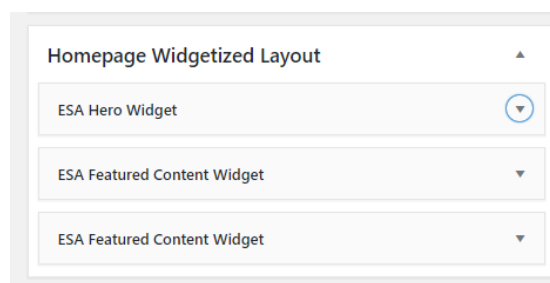 Homepage Widgetized Layout
ESA Hero Widget
ESA Featured Content Widget
ESA Featured Content Widget